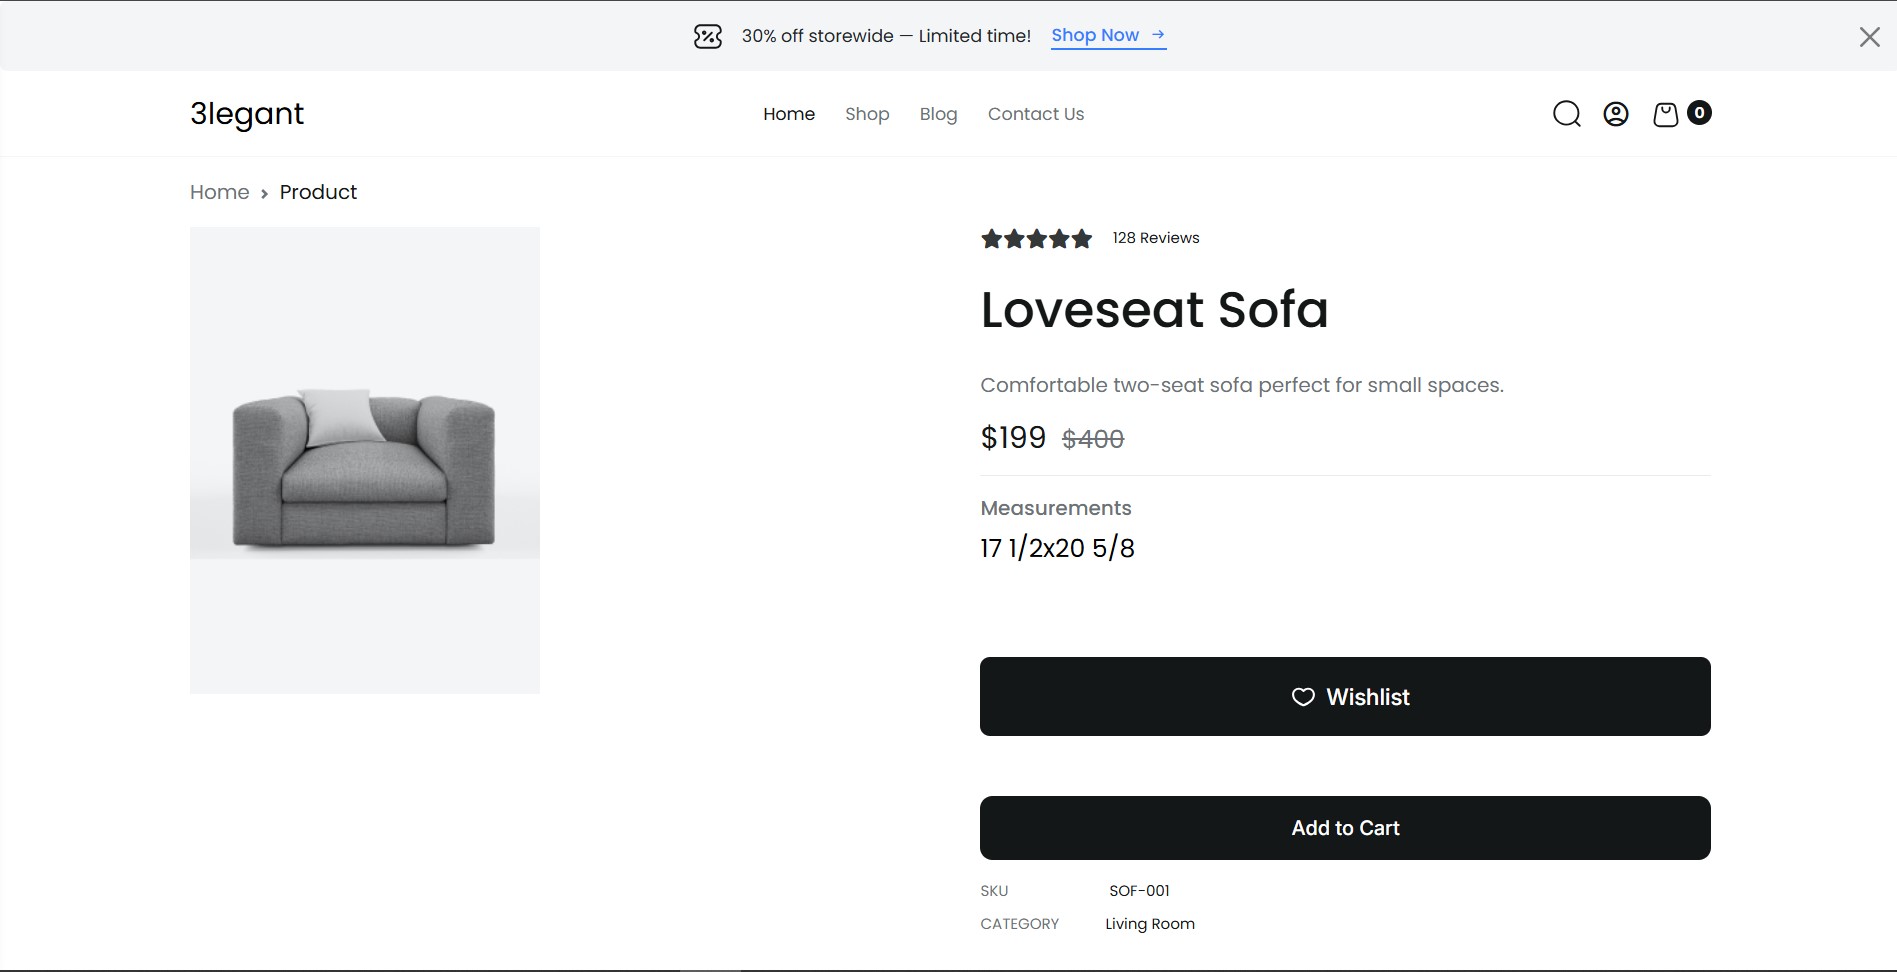 30% off storewide — Limited time! Shop Now →
3legant
Home Shop Blog Contact Us
0
Home > Product
128 Reviews
Loveseat Sofa
Comfortable two-seat sofa perfect for small spaces.
$199 $400
Measurements
17 1/2x20 5/8
Wishlist
Add to Cart
SKU SOF-001
CATEGORY Living Room